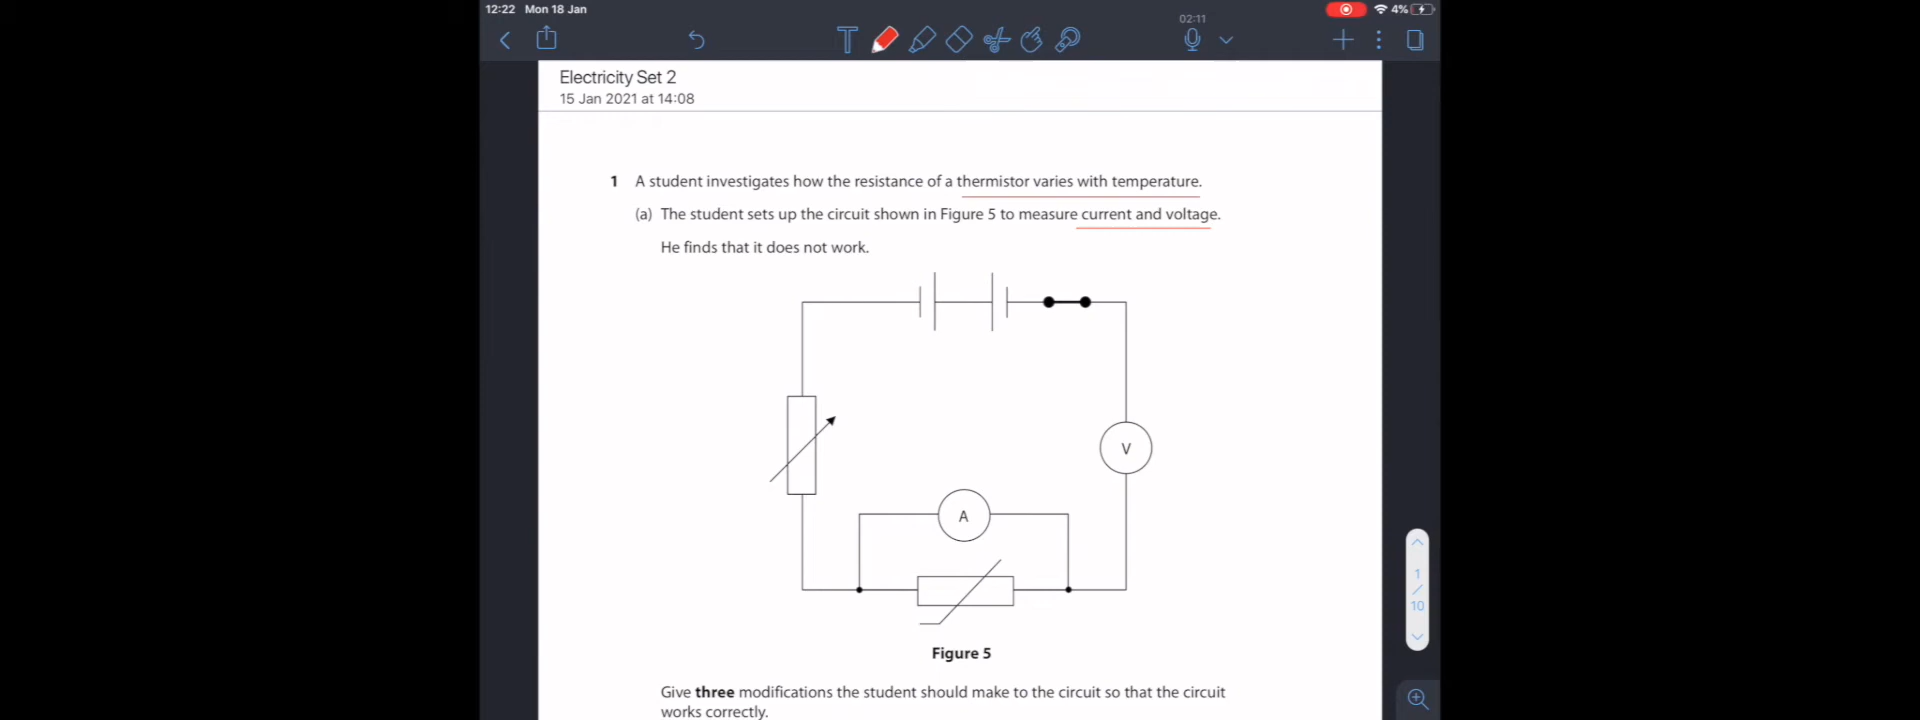 12:22 Mon 18 Jan
4%
02:11
T
Electricity Set 2
15 Jan 2021 at 14:08
1 A student investigates how the resistance of a thermistor varies with temperature.
(a) The student sets up the circuit shown in Figure 5 to measure current and voltage.
He finds that it does not work.
V
A
1
/
10
Figure 5
Give three modifications the student should make to the circuit so that the circuit
works correctly.